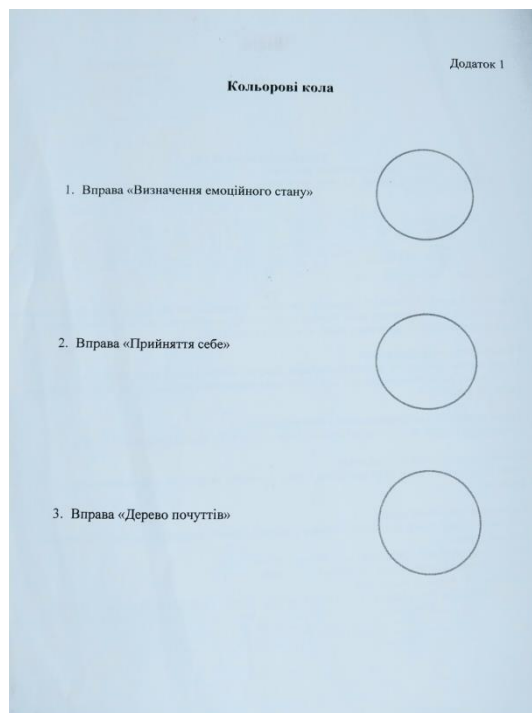 Додаток 1
Кольорові кола
1. Вправа «Визначення емоційного стану»
2. Вправа «Прийняття себе»
3. Вправа «Дерево почуттів»